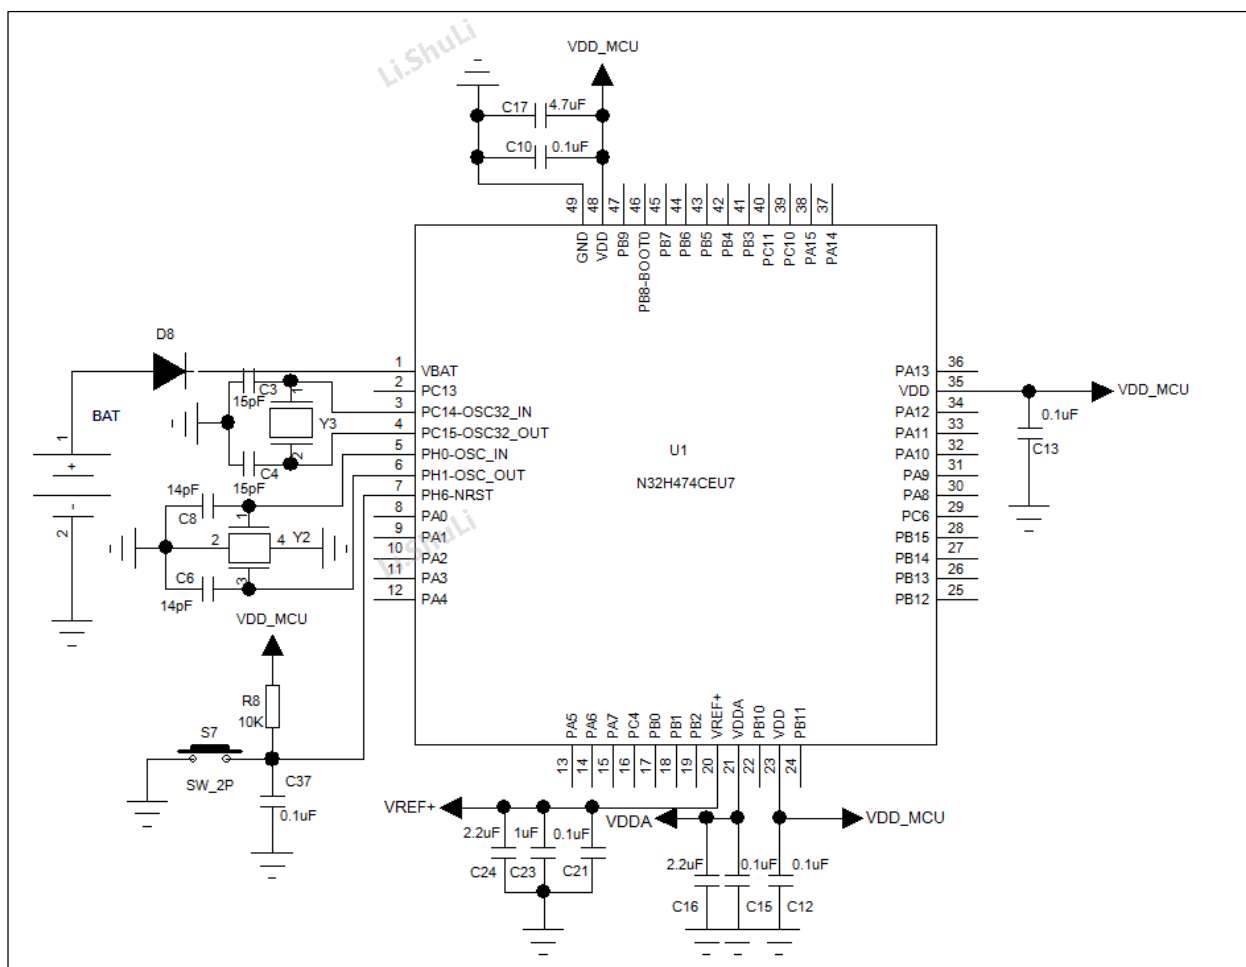 Li.ShuLi
VDD_MCU
C17 4.7uF
C10 0.1uF
49 48 47 46 45 44 43 42 41 40 39 38 37
GND VDD PB9 PB8-BOOT0 PB7 PB6 PB5 PB4 PB3 PC11 PC10 PA15 PA14
D8
BAT
1
+
-
2
1 VBAT
2 PC13
3 PC14-OSC32_IN
4 PC15-OSC32_OUT
5 PH0-OSC_IN
6 PH1-OSC_OUT
7 PH6-NRST
8 PA0
9 PA1
10 PA2
11 PA3
12 PA4
C3
15pF
1
Y3
2
C4
15pF
14pF
C8
1
2 4 Y2
3
C6
14pF
U1
N32H474CEU7
Li.ShuLi
PA13 36
VDD 35
PA12 34
PA11 33
PA10 32
PA9 31
PA8 30
PC6 29
PB15 28
PB14 27
PB13 26
PB12 25
VDD_MCU
0.1uF
C13
VDD_MCU
R8
10K
S7
SW_2P
C37
0.1uF
PA5 PA6 PA7 PC4 PB0 PB1 PB2 VREF+ VDDA PB10 VDD PB11
13 14 15 16 17 18 19 20 21 22 23 24
VREF+
2.2uF 1uF 0.1uF
C24 C23 C21
VDDA
VDD_MCU
2.2uF 0.1uF 0.1uF
C16 C15 C12